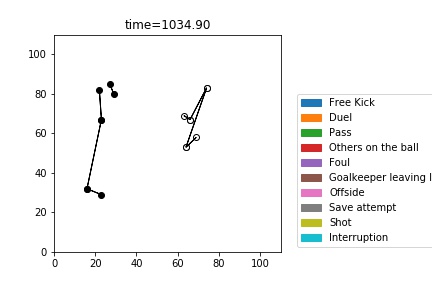 time=1034.90
100
80
60
40
20
0
0 20 40 60 80 100
Free Kick
Duel
Pass
Others on the ball
Foul
Goalkeeper leaving l
Offside
Save attempt
Shot
Interruption